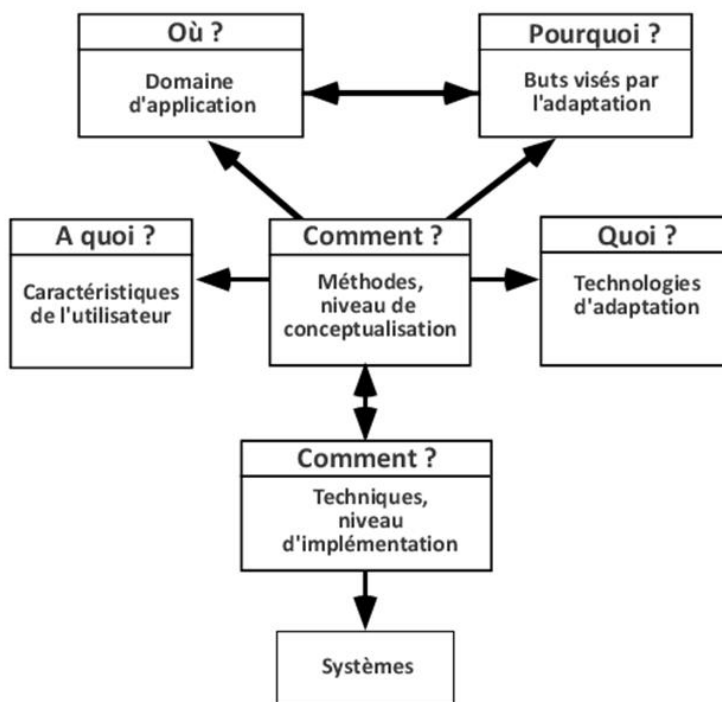 Où ?
Domaine
d'application
Pourquoi ?
Buts visés par
l'adaptation
A quoi ?
Caractéristiques
de l'utilisateur
Comment ?
Méthodes,
niveau de
conceptualisation
Quoi ?
Technologies
d'adaptation
Comment ?
Techniques,
niveau
d'implémentation
Systèmes